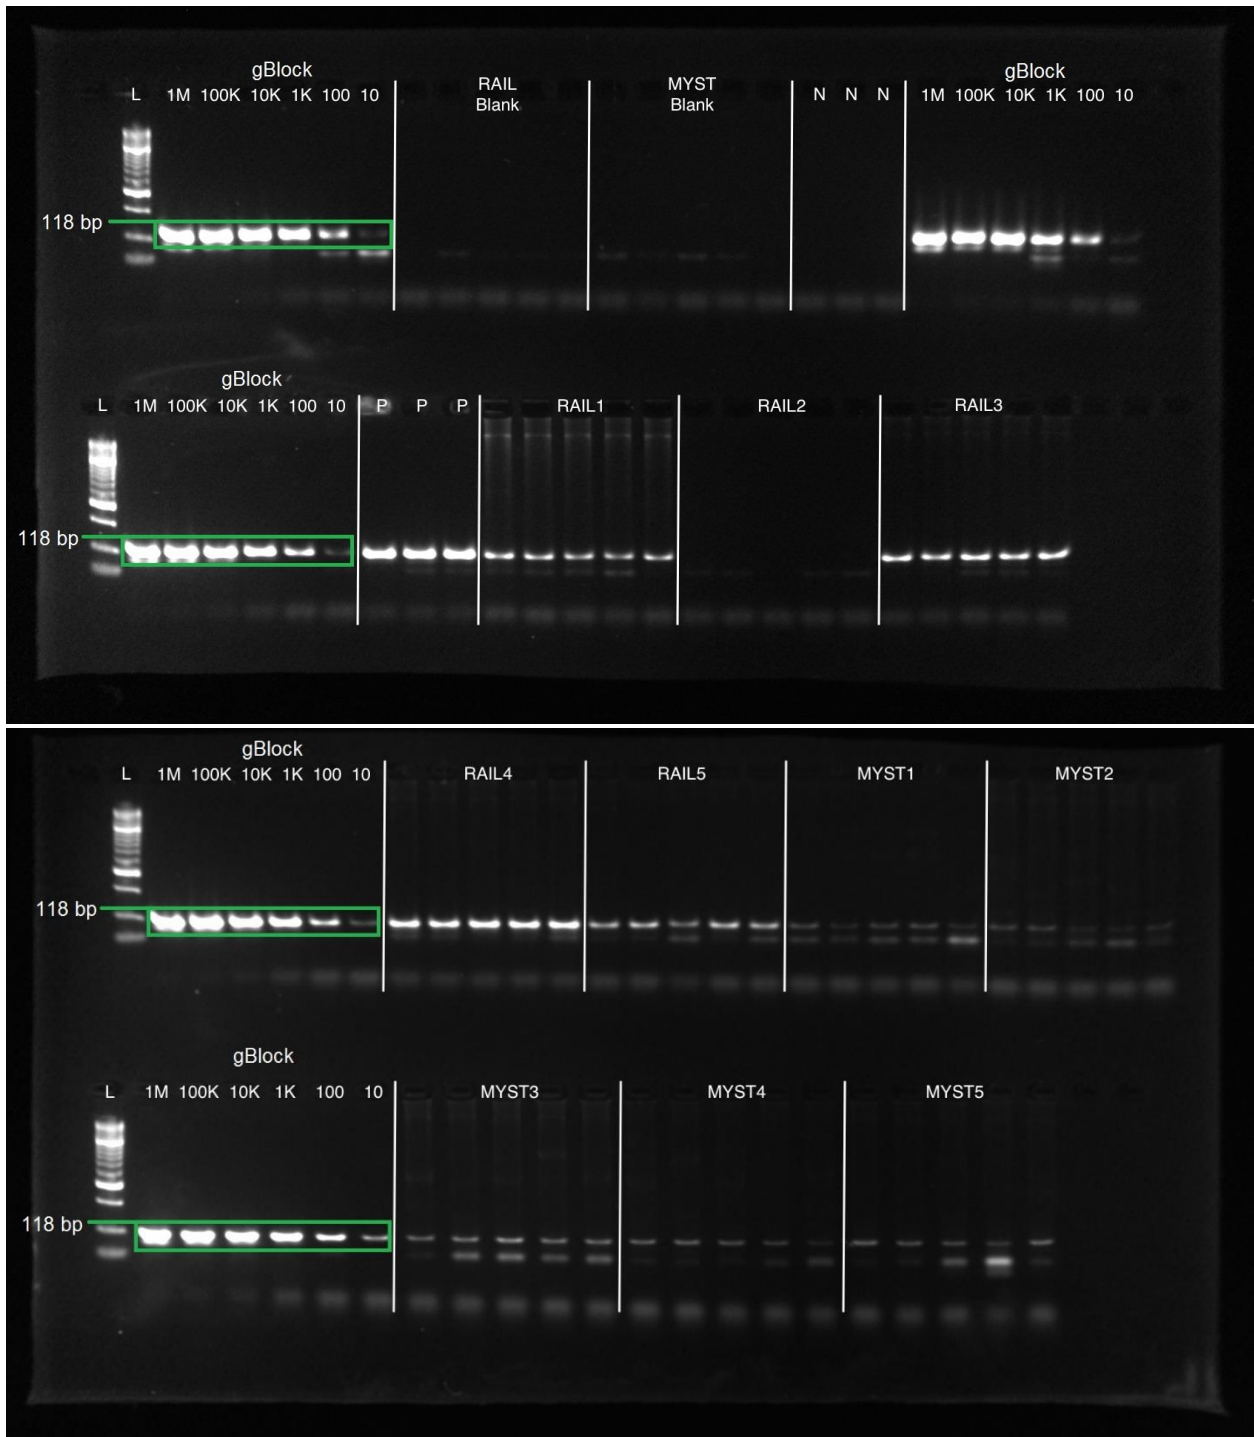 gBlock
gBlock
L 1M 100K 10K 1K 100 10
RAIL
Blank
MYST
Blank
N N N
1M 100K 10K 1K 100 10
118 bp
gBlock
L 1M 100K 10K 1K 100 10 P P P RAIL1 RAIL2 RAIL3
118 bp
gBlock
L 1M 100K 10K 1K 100 10 RAIL4 RAIL5 MYST1 MYST2
118 bp
gBlock
L 1M 100K 10K 1K 100 10 MYST3 MYST4 MYST5
118 bp